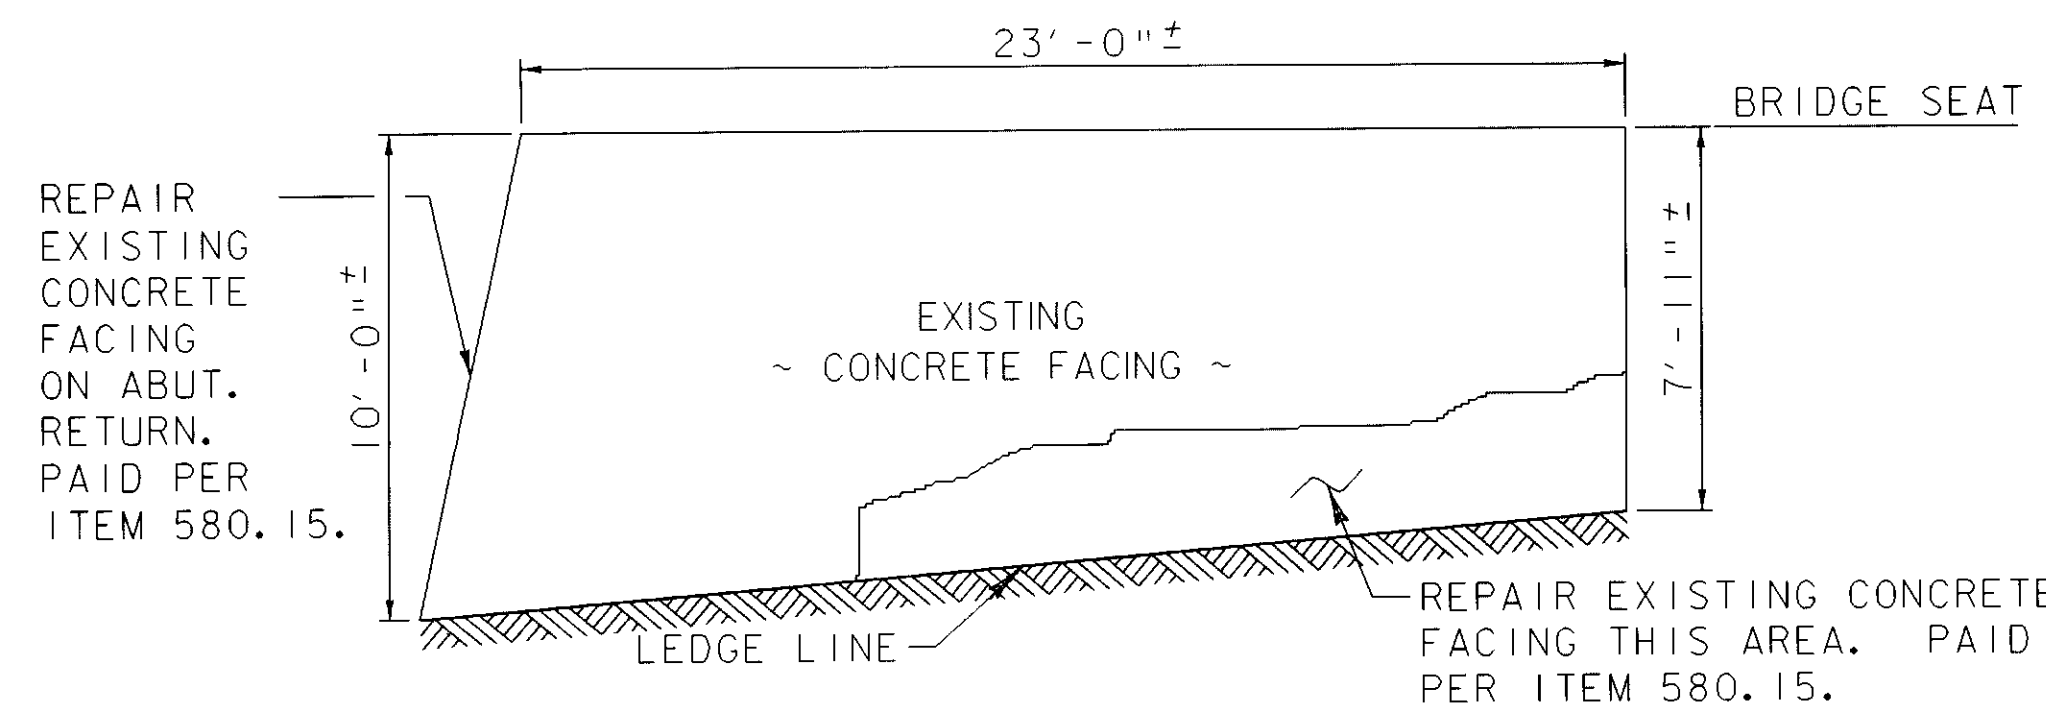 23'-0"±
BRIDGE SEAT
REPAIR
EXISTING
CONCRETE
FACING
ON ABUT.
RETURN.
PAID PER
ITEM 580.15.
10'-0"±
EXISTING
~ CONCRETE FACING ~
7'-11"±
LEDGE LINE
REPAIR EXISTING CONCRETE
FACING THIS AREA. PAID
PER ITEM 580.15.